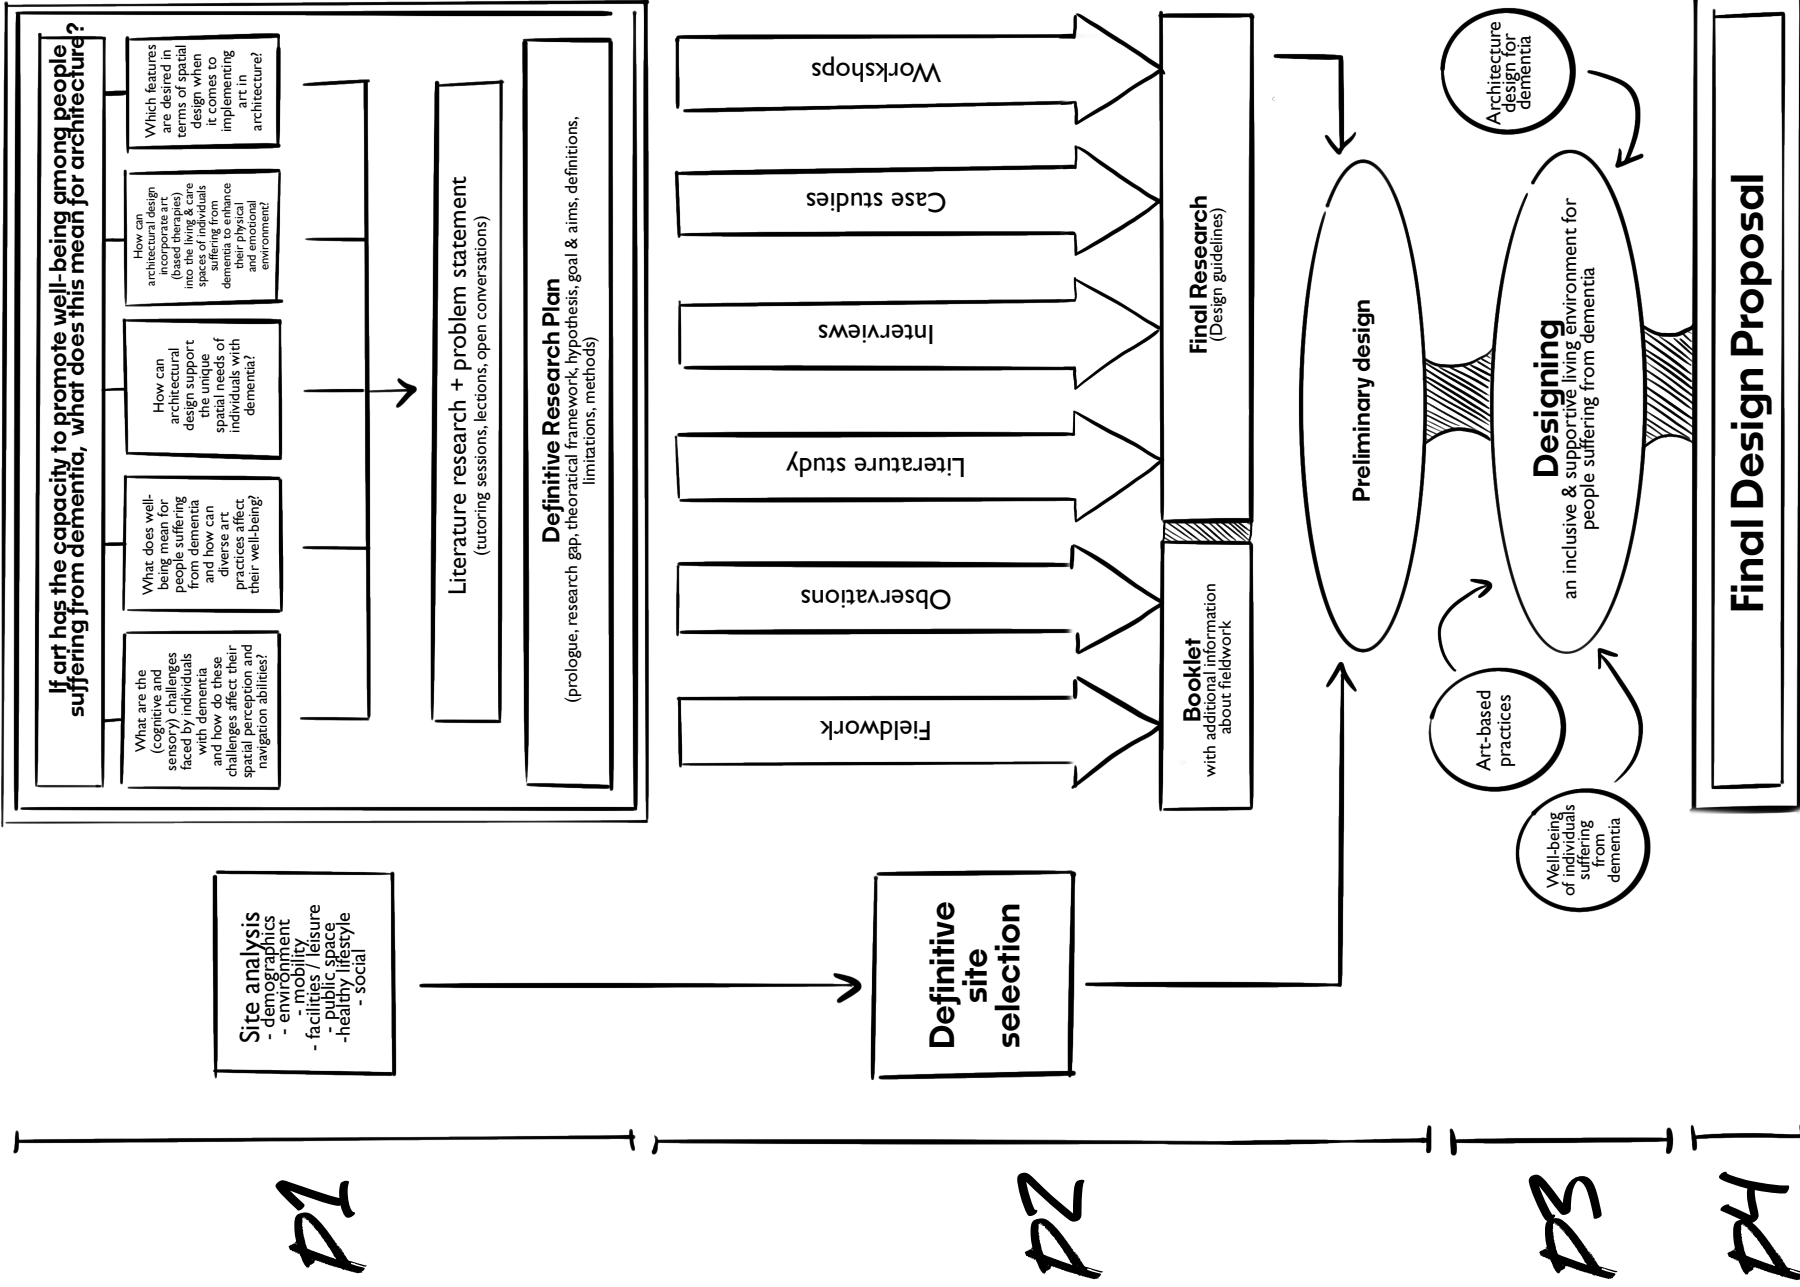 If art has the capacity to promote well-being among people
suffering from dementia, what does this mean for architecture?
What are the
(cognitive and
sensory) challenges
faced by individuals
with dementia
and how do these
challenges affect their
spatial perception and
navigation abilities?
What does well-
being mean for
people suffering
from dementia
and how can
diverse art
practices affect
their well-being?
How can
architectural
design support
the unique
spatial needs of
individuals with
dementia?
How can
architectural design
incorporate art
(based therapies)
into the living & care
spaces of individuals
suffering from
dementia to enhance
their physical
and emotional
environment?
Which features
are desired in
terms of spatial
design when
it comes to
implementing
art in
architecture?
Literature research + problem statement
(tutoring sessions, lections, open conversations)
Definitive Research Plan
(prologue, research gap, theoratical framework, hypothesis, goal & aims, definitions,
limitations, methods)
Site analysis
- demographics
- environment
- mobility
- facilities / leisure
- public space
-healthy lifestyle
- social
P1
Fieldwork
Observations
Literature study
Interviews
Case studies
Workshops
Booklet
with additional information
about fieldwork
Final Research
(Design guidelines)
Definitive
site
selection
Preliminary design
P2
Designing
an inclusive & supportive living environment for
people suffering from dementia
Well-being
of individuals
suffering
from
dementia
Art-based
practices
Architecture
design for
dementia
P3
Final Design Proposal
P4